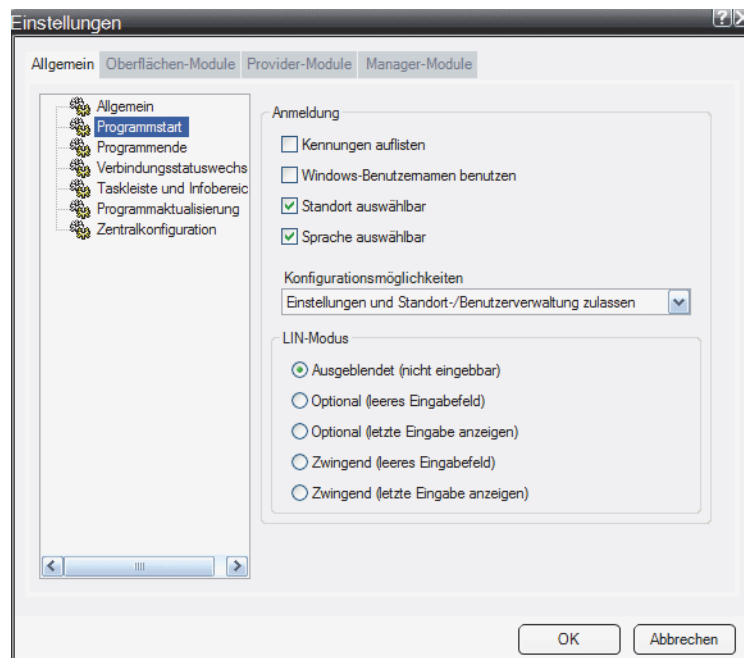 Einstellungen
Allgemein Oberflächen-Module Provider-Module Manager-Module
Allgemein
Programmstart
Programmende
Verbindungsstatuswechs
Taskleiste und Infobereic
Programmaktualisierung
Zentralkonfiguration
Anmeldung
Kennungen auflisten
Windows-Benutzernamen benutzen
Standort auswählbar
Sprache auswählbar
Konfigurationsmöglichkeiten
Einstellungen und Standort-/Benutzerverwaltung zulassen
LIN-Modus
Ausgeblendet (nicht eingebbar)
Optional (leeres Eingabefeld)
Optional (letzte Eingabe anzeigen)
Zwingend (leeres Eingabefeld)
Zwingend (letzte Eingabe anzeigen)
OK Abbrechen